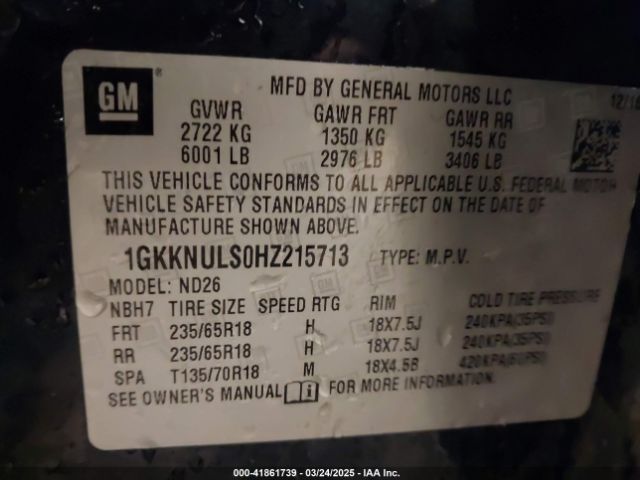 GM ®
MFD BY GENERAL MOTORS LLC
GVWR GAWR FRT GAWR RR
2722 KG 1350 KG 1545 KG
6001 LB 2976 LB 3406 LB
THIS VEHICLE CONFORMS TO ALL APPLICABLE U.S. FEDERAL MOTOR
VEHICLE SAFETY STANDARDS IN EFFECT ON THE DATE OF
MANUFACTURE SHOWN ABOVE.
1GKKNULS0HZ215713 TYPE: M.P.V.
MODEL: ND26
NBH7 TIRE SIZE SPEED RTG RIM COLD TIRE PRESSURE
FRT 235/65R18 H 18X7.5J 240KPA(35PSI)
RR 235/65R18 H 18X7.5J 240KPA(35PSI)
SPA T135/70R18 M 18X4.5B 420KPA(60PSI)
SEE OWNER'S MANUAL FOR MORE INFORMATION.
000-41861739 — 03/24/2025 — IAA Inc.